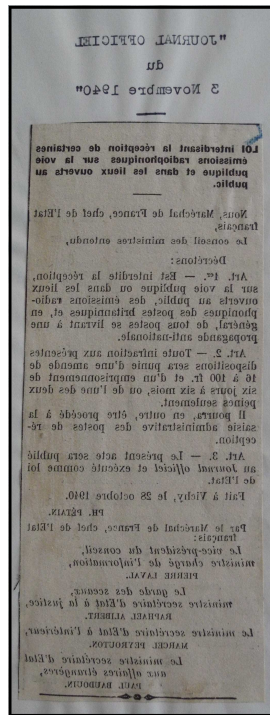 "JOURNAL OFFICIEL
du
3 Novembre 1940"
LOI interdisant la réception de certaines
émissions radiophoniques sur la voie
publique et dans les lieux ouverts au
public.
Nous, Maréchal de France, chef de l'Etat
français,
Le conseil des ministres entendu,
Décrétons:
Art. 1er. — Est interdite la réception,
sur la voie publique ou dans les lieux
ouverts au public, des émissions radio-
phoniques des postes britanniques et, en
général, de tous postes se livrant à une
propagande anti-nationale.
Art. 2. — Toute infraction aux présentes
dispositions sera punie d'une amende de
16 à 100 fr. et d'un emprisonnement de
six jours à six mois, ou de l'une des deux
peines seulement.
Il pourra, en outre, être procédé à la
saisie administrative des postes de ré-
ception.
Art. 3. — Le présent acte sera publié
au Journal officiel et exécuté comme loi
de l'Etat.
Fait à Vichy, le 28 octobre 1940.
PH. PÉTAIN.
Par le Maréchal de France, chef de l'Etat
français:
Le vice-président du conseil,
ministre chargé de l'information,
PIERRE LAVAL.
Le garde des sceaux,
ministre secrétaire d'Etat à la justice,
RAPHAEL ALIBERT.
Le ministre secrétaire d'Etat à l'intérieur,
MARCEL PEYROUTON.
Le ministre secrétaire d'Etat
aux affaires étrangères,
PAUL BAUDOUIN.